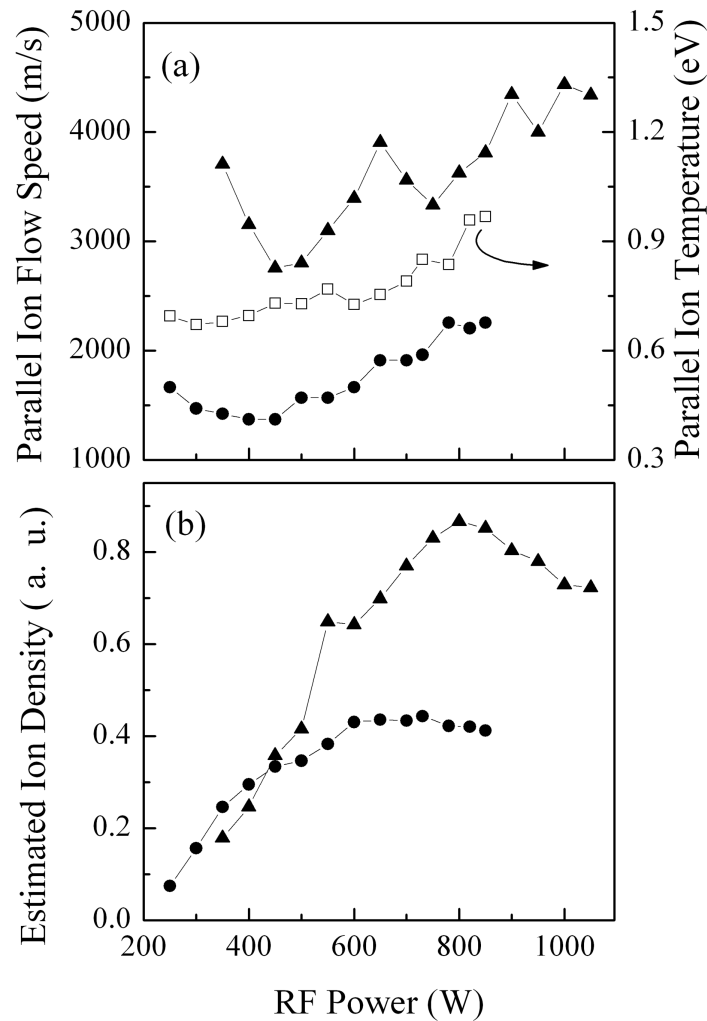 (a)
5000
4000
3000
2000
1000
Parallel Ion Flow Speed (m/s)
1.5
1.2
0.9
0.6
0.3
Parallel Ion Temperature (eV)
(b)
0.8
0.6
0.4
0.2
0.0
Estimated Ion Density ( a. u.)
200 400 600 800 1000
RF Power (W)